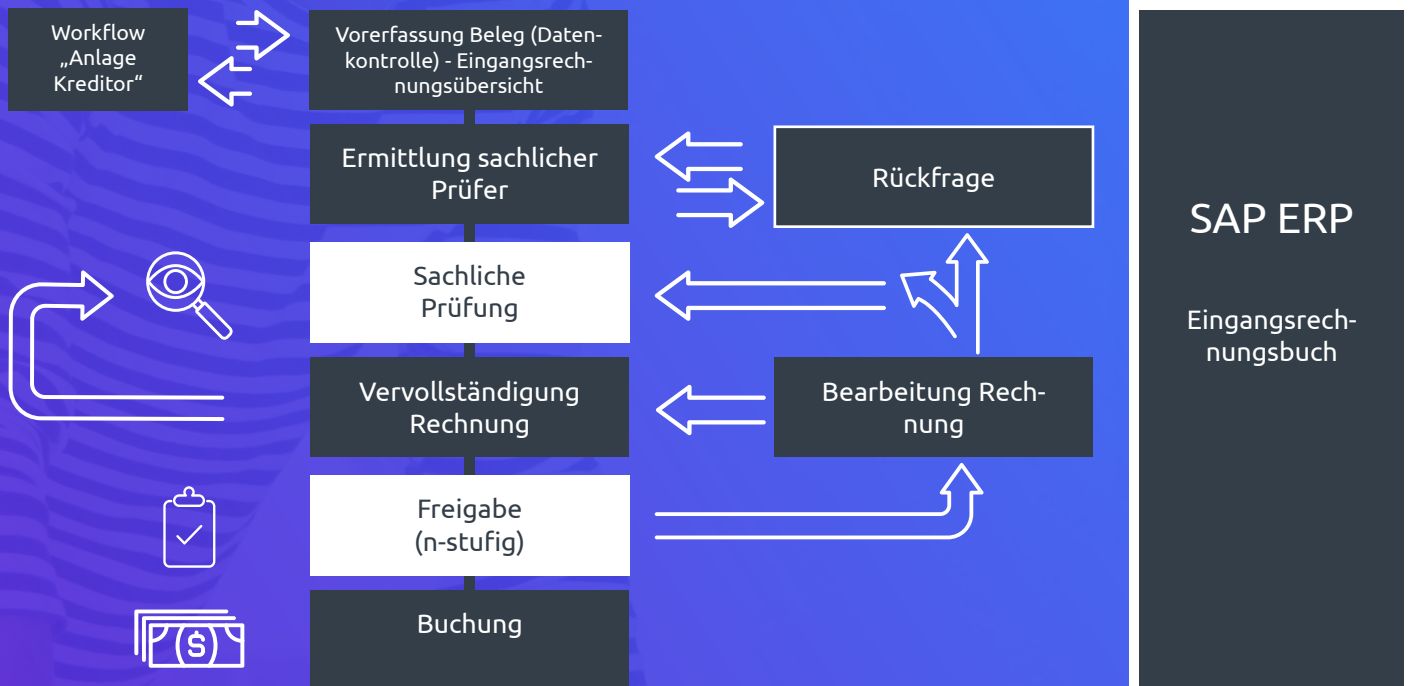 Workflow
„Anlage
Kreditor“
Vorerfassung Beleg (Daten-
kontrolle) - Eingangsrech-
nungsübersicht
Ermittlung sachlicher
Prüfer
Rückfrage
Sachliche
Prüfung
Vervollständigung
Rechnung
Bearbeitung Rech-
nung
Freigabe
(n-stufig)
Buchung
$
SAP ERP
Eingangsrech-
nungsbuch